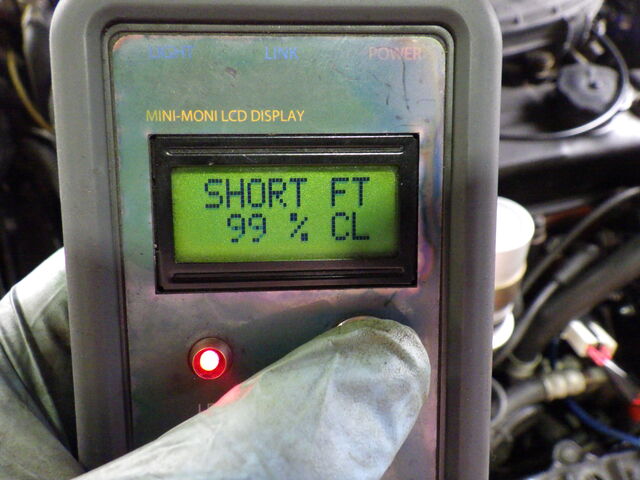 LIGHT LINK POWER
MINI-MONI LCD DISPLAY
SHORT FT
99 % CL